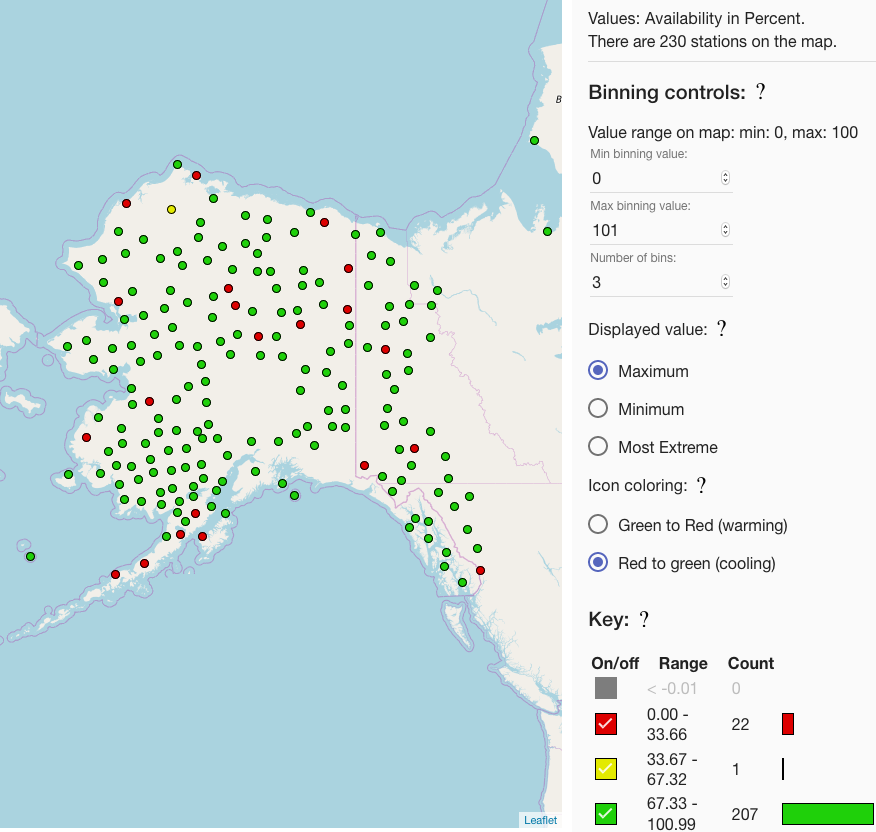 Values: Availability in Percent.
There are 230 stations on the map.
Binning controls: ?
B
Value range on map: min: 0, max: 100
Min binning value:
0
Max binning value:
101
Number of bins:
3
Displayed value: ?
Maximum
Minimum
Most Extreme
Icon coloring: ?
Green to Red (warming)
Red to green (cooling)
Key: ?
On/off Range Count
< -0.01 0
0.00 -
33.66
22
33.67 -
67.32
1
67.33 -
100.99
207
Leaflet